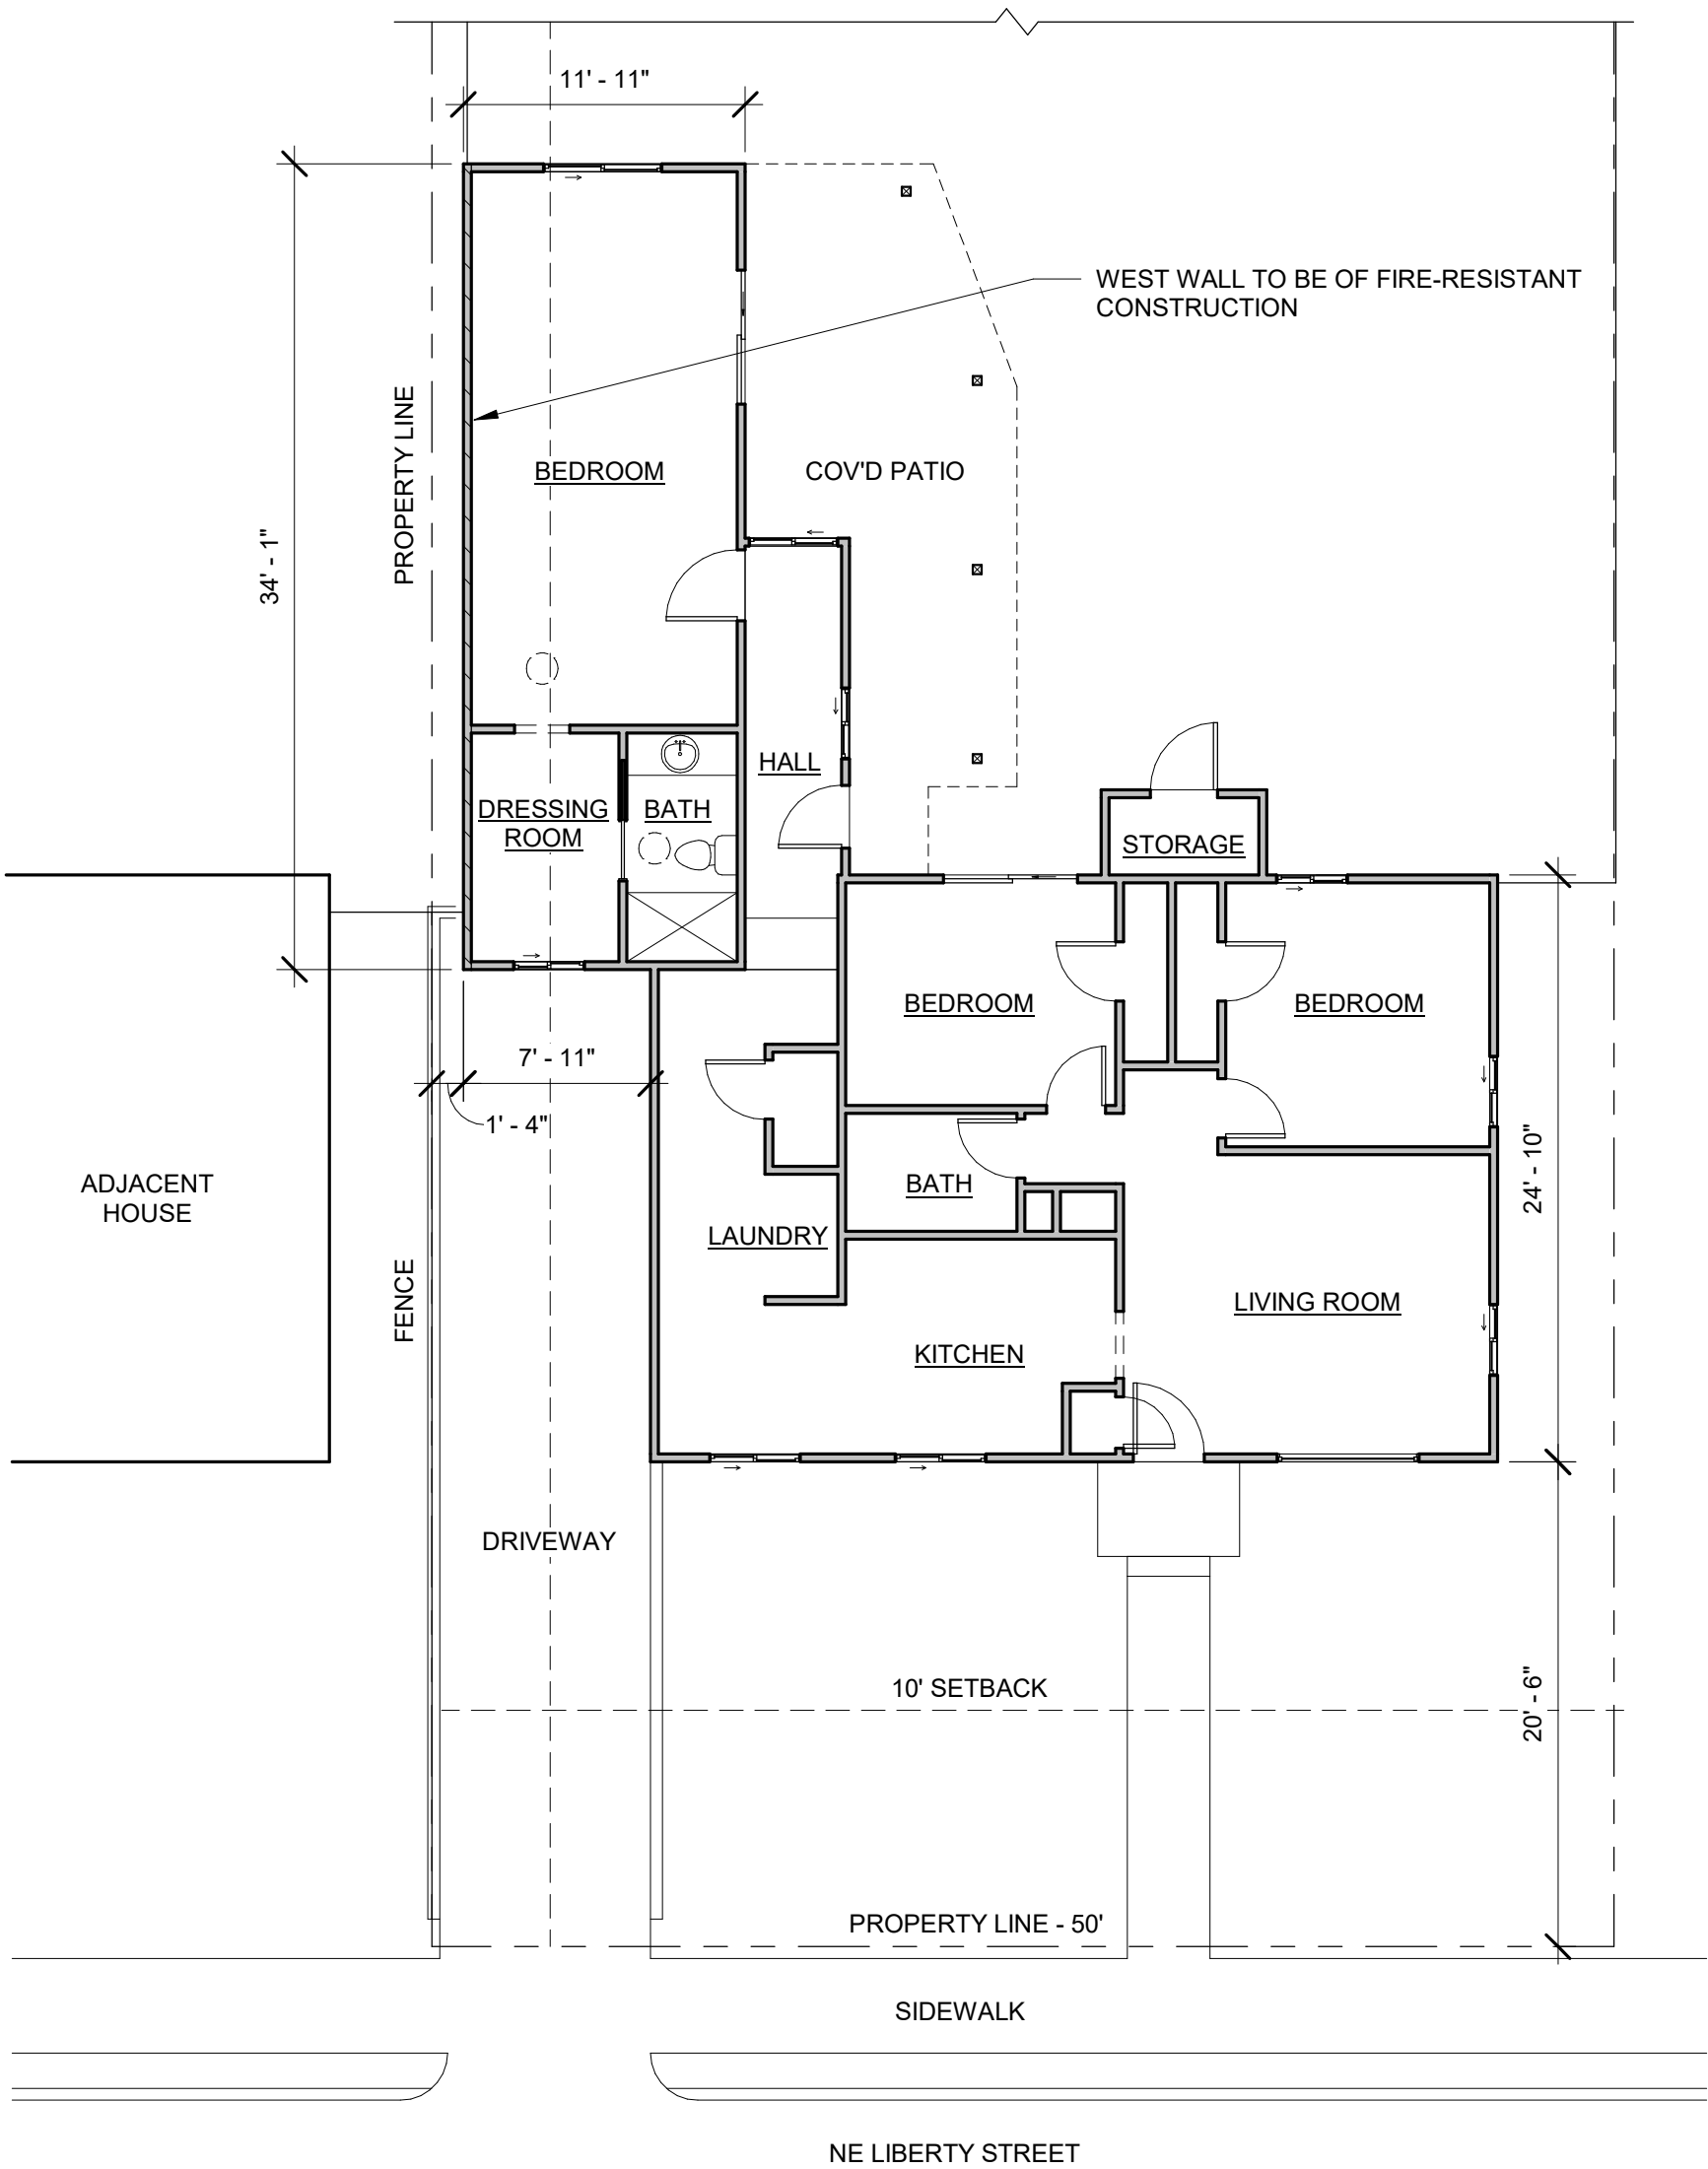 11' - 11"
WEST WALL TO BE OF FIRE-RESISTANT
CONSTRUCTION
PROPERTY LINE
BEDROOM
COV'D PATIO
34' - 1"
HALL
DRESSING
ROOM
BATH
STORAGE
BEDROOM
BEDROOM
7' - 11"
1' - 4"
ADJACENT
HOUSE
BATH
24' - 10"
LAUNDRY
FENCE
LIVING ROOM
KITCHEN
DRIVEWAY
10' SETBACK
20' - 6"
PROPERTY LINE - 50'
SIDEWALK
NE LIBERTY STREET